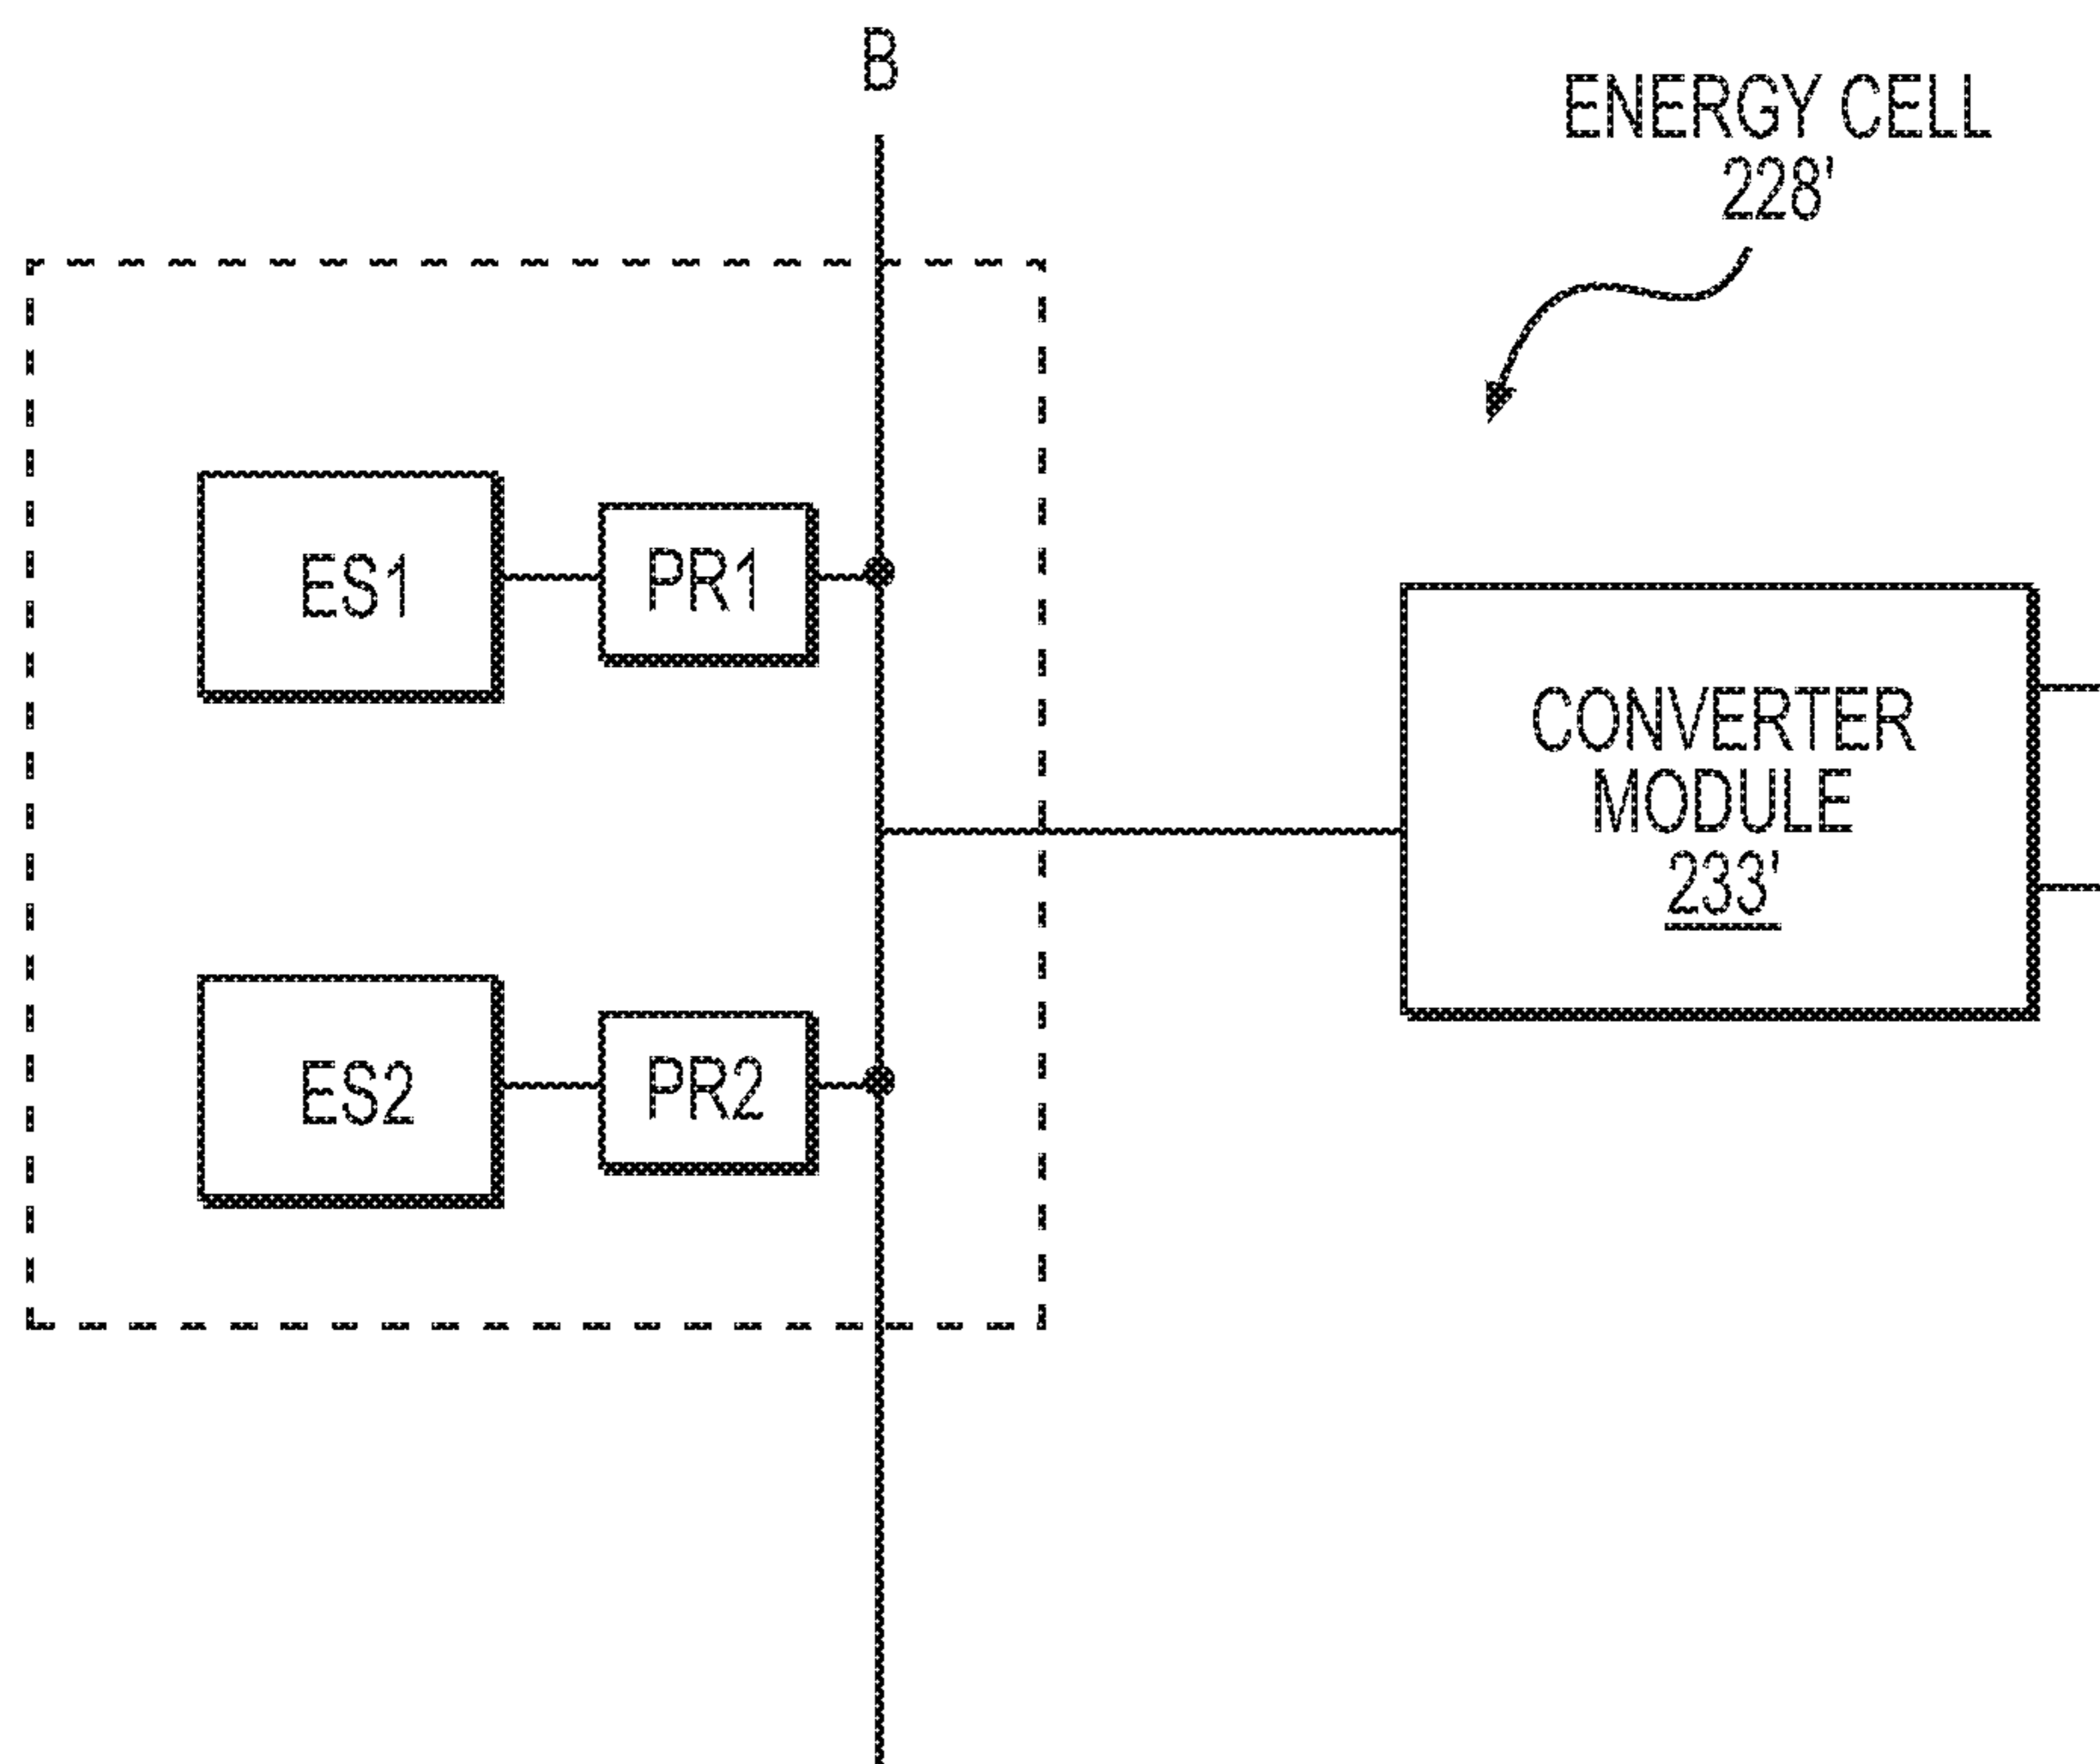 B
ENERGY CELL
228'
ES1
PR1
CONVERTER
MODULE
233'
ES2
PR2